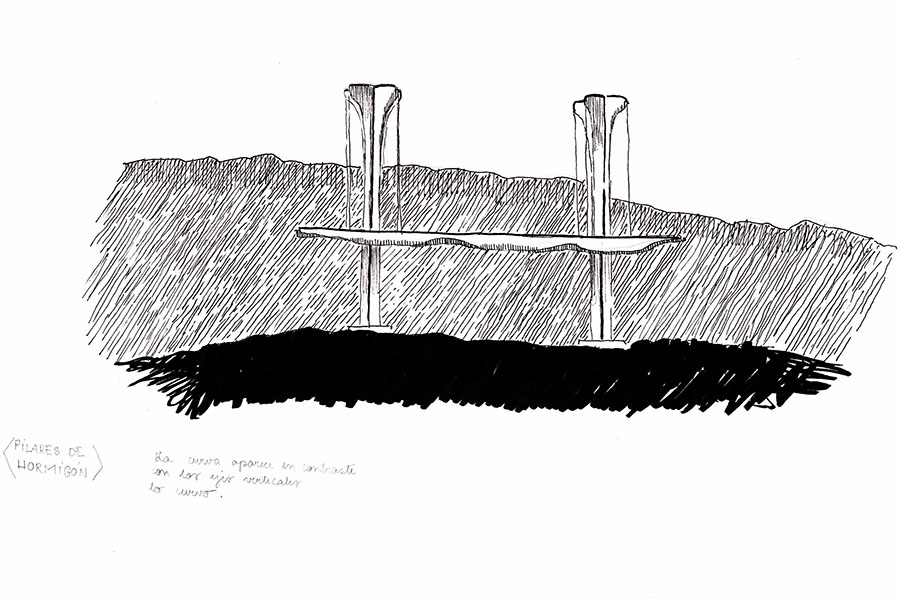 PILARES DE
HORMIGÓN
La curva aparece en contraste
con los ejes verticales
lo curvo.